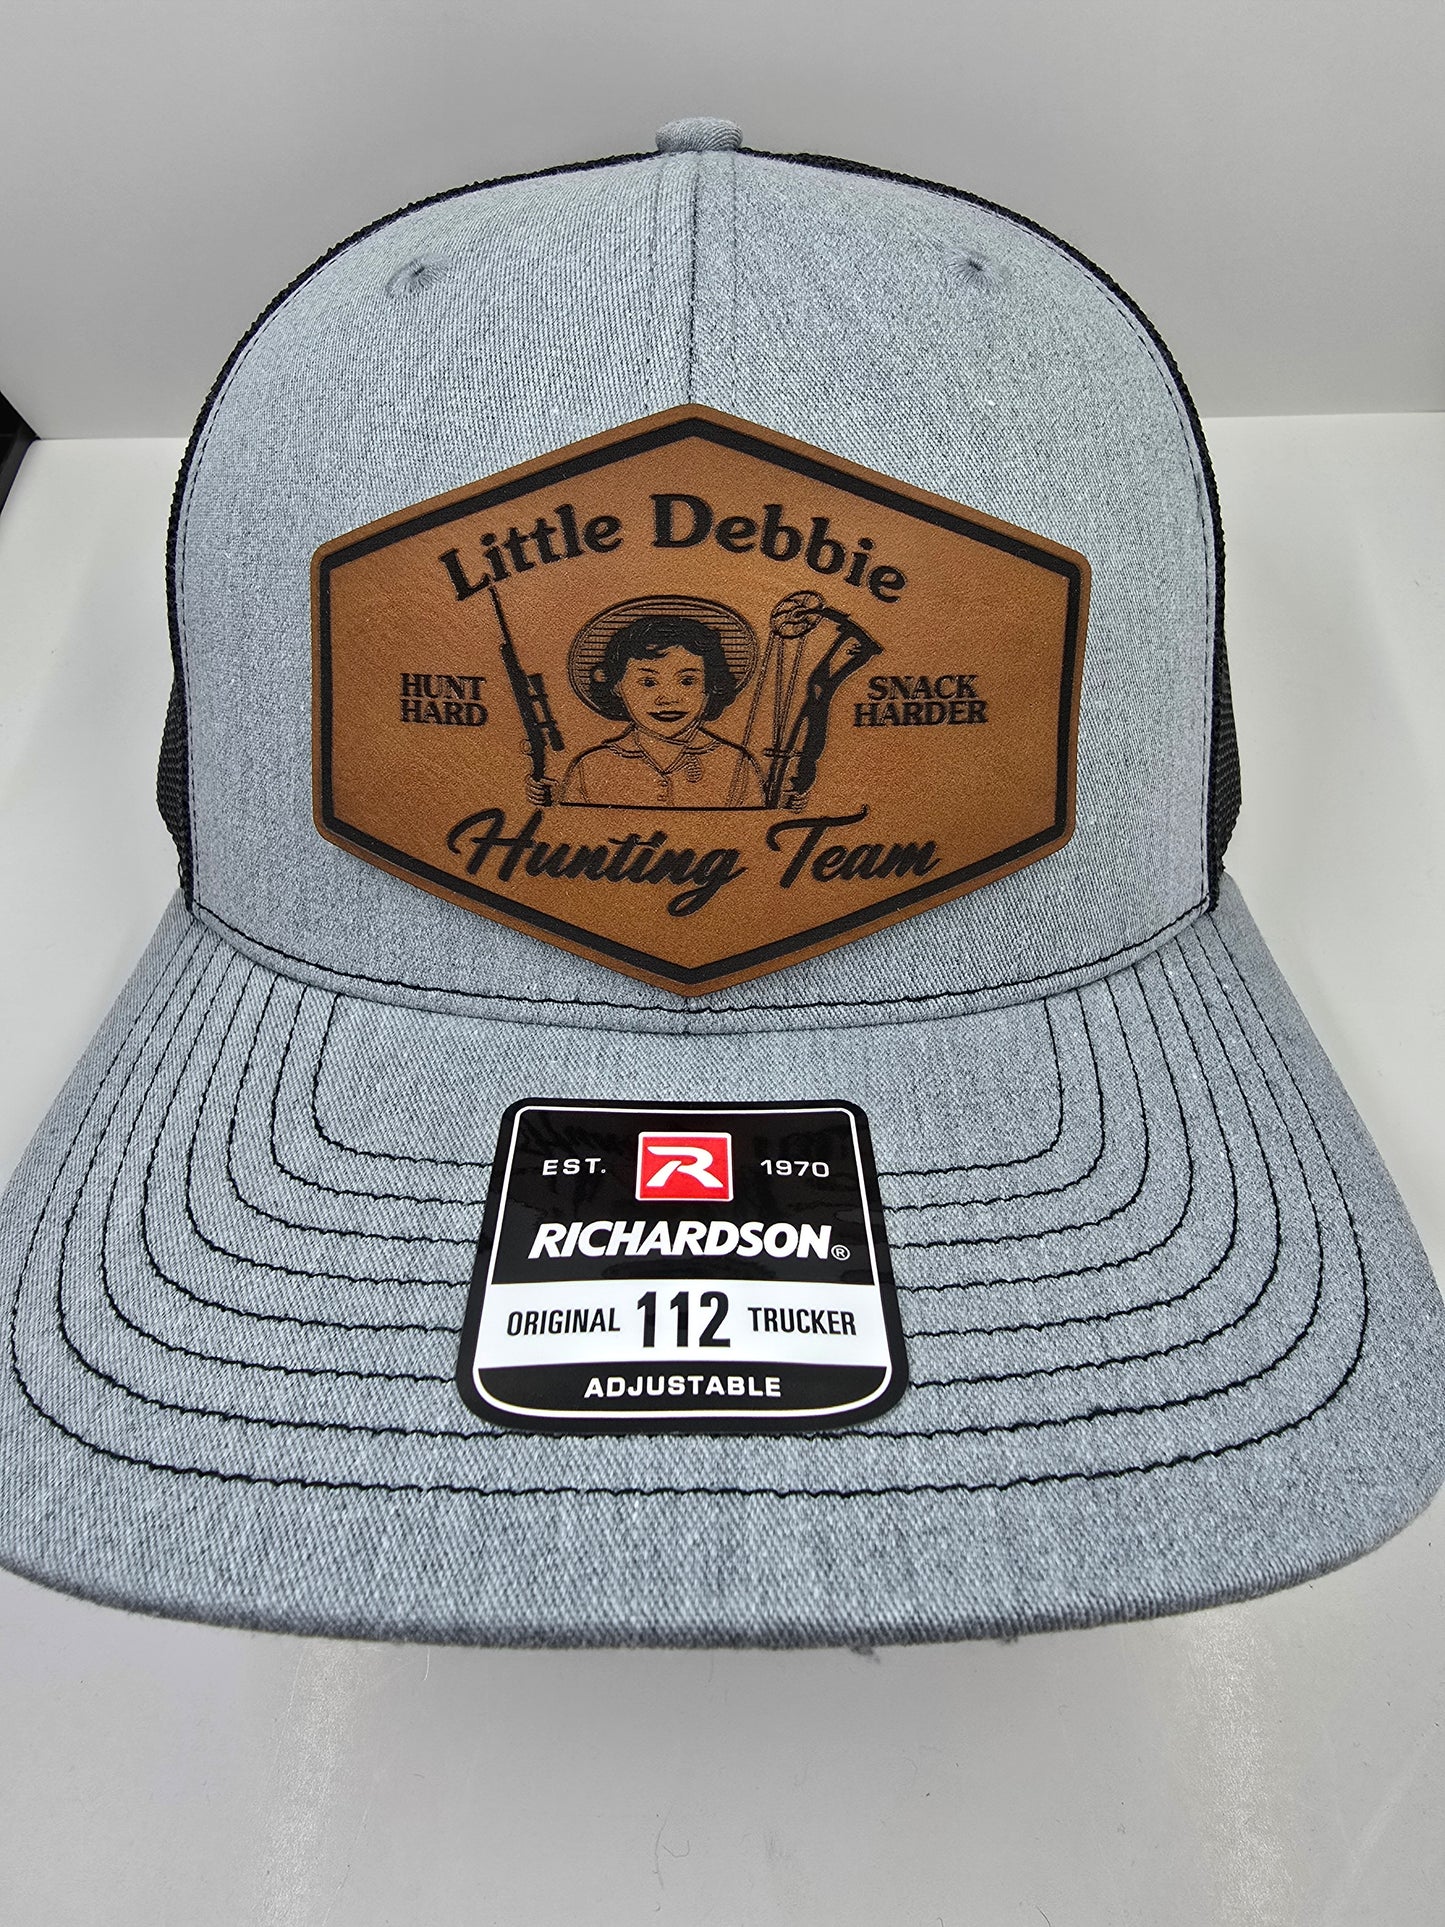 Little Debbie
HUNT
HARD
SNACK
HARDER
Hunting Team
EST. R 1970
RICHARDSON®
ORIGINAL 112 TRUCKER
ADJUSTABLE